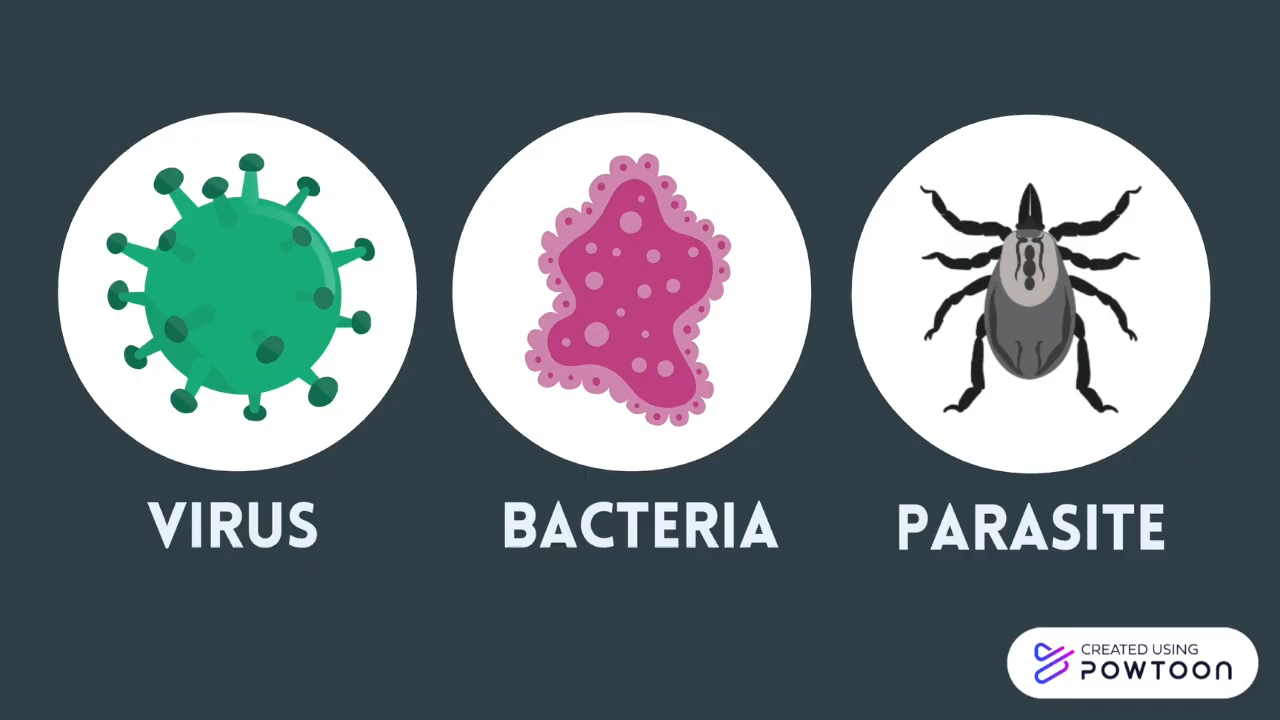 VIRUS
BACTERIA
PARASITE
CREATED USING
POWTOON